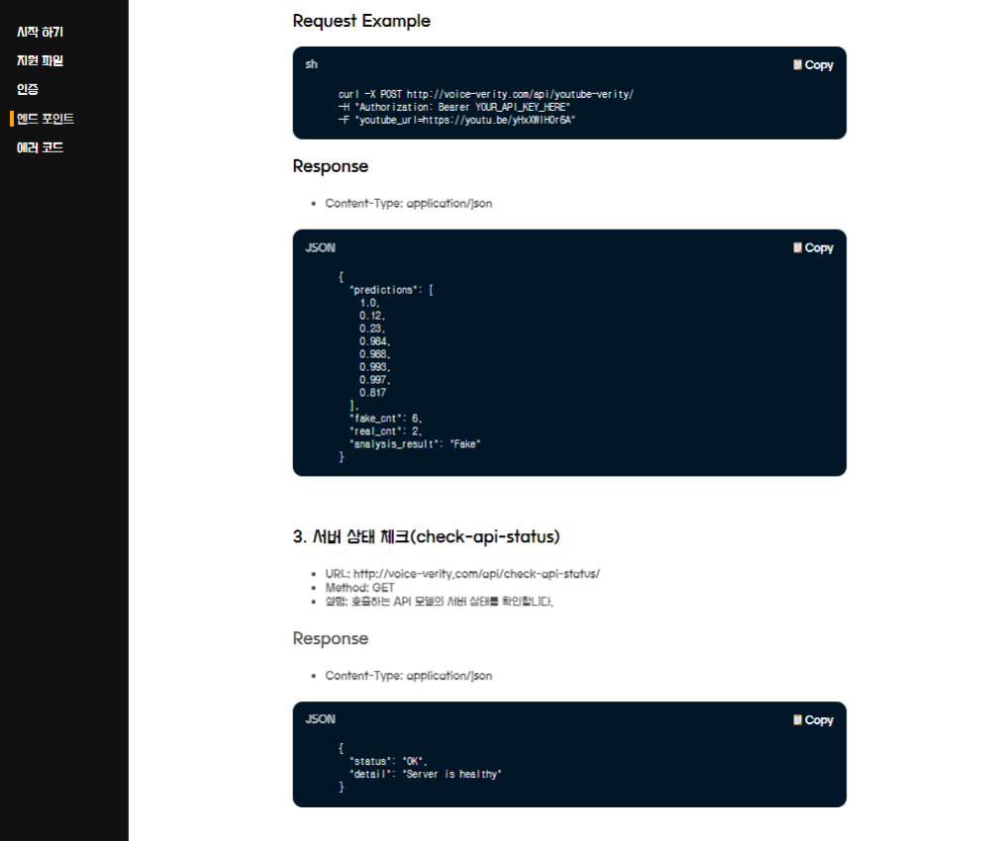 시작 하기
지원 파일
인증
엔드 포인트
에러 코드
Request Example
sh
Copy
curl -X POST http://voice-verity.com/api/youtube-verity/
-H "Authorization: Bearer YOUR_API_KEY_HERE"
-F "youtube_url=https://youtu.be/yHxXWlHOr6A"
Response
• Content-Type: application/json
JSON
Copy
{
"predictions": [
1.0,
0.12,
0.23,
0.984,
0.988,
0.993,
0.997,
0.817
],
"fake_cnt": 6,
"real_cnt": 2,
"analysis_result": "Fake"
}
3. 서버 상태 체크(check-api-status)
• URL: http://voice-verity.com/api/check-api-status/
• Method: GET
• 설명: 호출하는 API 모델의 서버 상태를 확인합니다.
Response
• Content-Type: application/json
JSON
Copy
{
"status": "OK",
"detail": "Server is healthy"
}